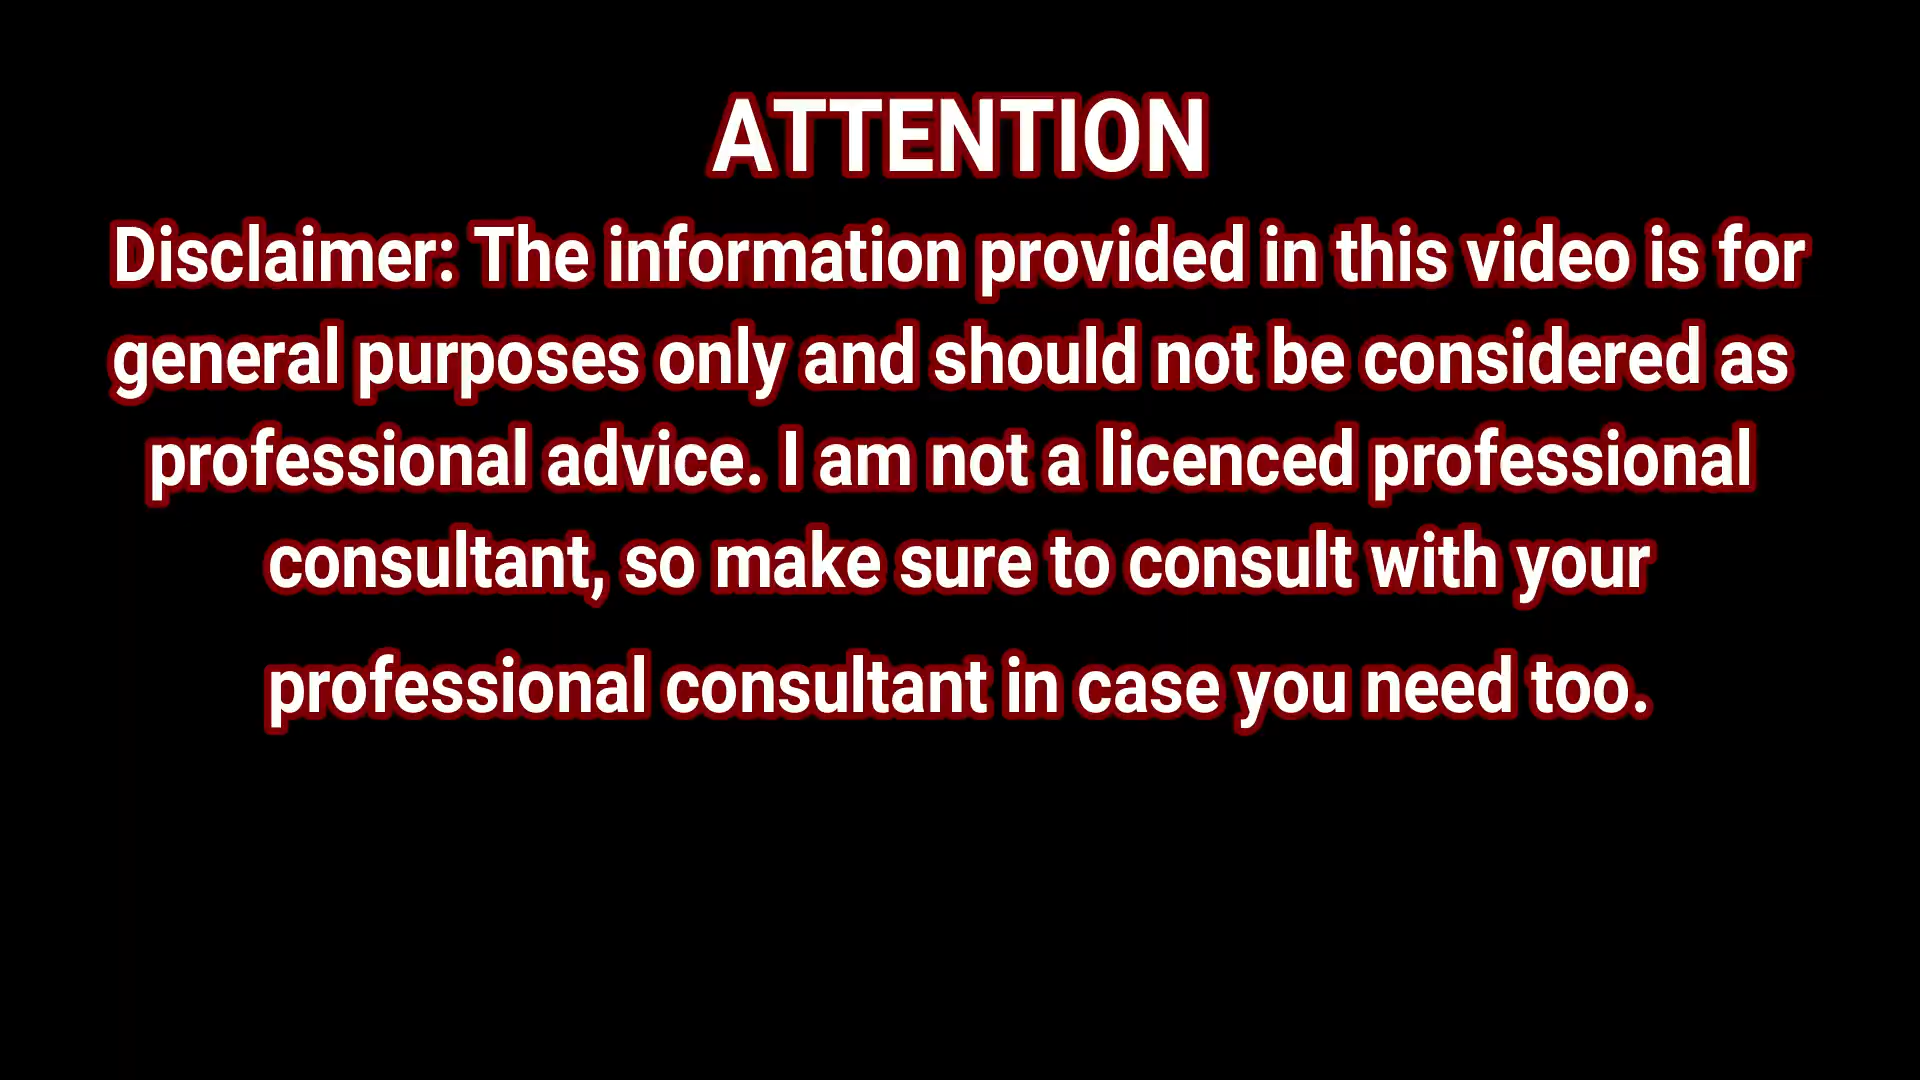 ATTENTION
Disclaimer: The information provided in this video is for
general purposes only and should not be considered as
professional advice. I am not a licenced professional
consultant, so make sure to consult with your
professional consultant in case you need too.